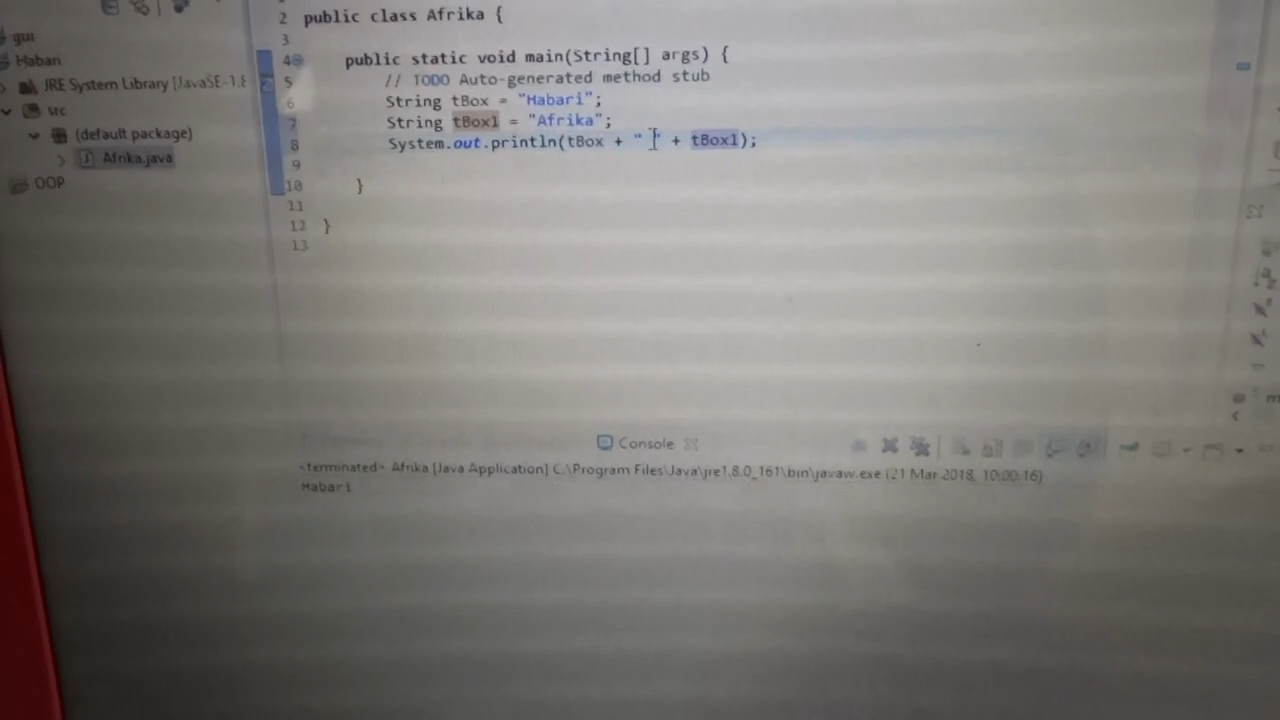 gui
Haban
JRE System Library [JavaSE-1.8
src
(default package)
Afrika.java
OOP
2 public class Afrika {
3
4 public static void main(String[] args) {
5 // TODO Auto-generated method stub
6 String tBox = "Habari";
7 String tBox1 = "Afrika";
8 System.out.println(tBox + " " + tBox1);
9
10 }
11
12 }
13
Console
<terminated> Afrika [Java Application] C:\Program Files\Java\jre1.8.0_161\bin\javaw.exe (21 Mar 2018, 10:00:16)
Habari